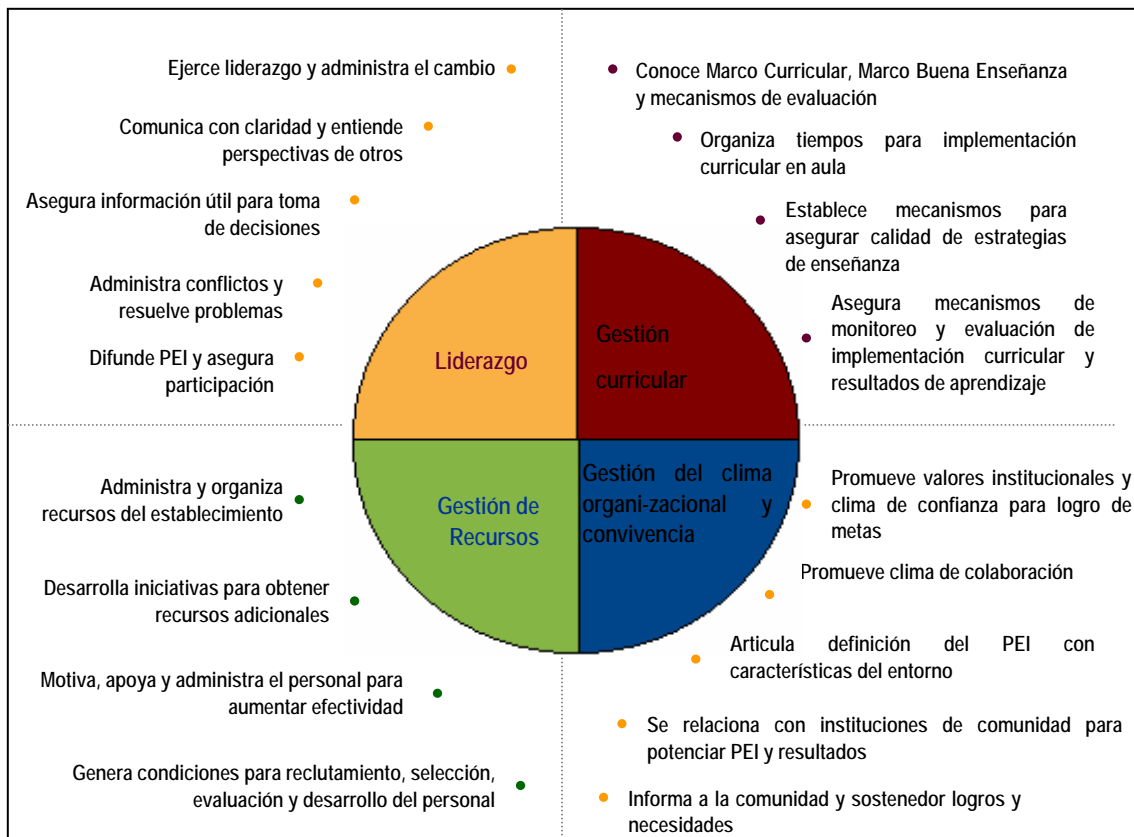 Ejerce liderazgo y administra el cambio
Comunica con claridad y entiende
perspectivas de otros
Asegura información útil para toma
de decisiones
Administra conflictos y
resuelve problemas
Difunde PEI y asegura
participación
Conoce Marco Curricular, Marco Buena Enseñanza
y mecanismos de evaluación
Organiza tiempos para implementación
curricular en aula
Establece mecanismos para
asegurar calidad de estrategias
de enseñanza
Asegura mecanismos de
monitoreo y evaluación de
implementación curricular y
resultados de aprendizaje
Liderazgo
Gestión
curricular
Gestión de
Recursos
Gestión del clima
organi-zacional y
convivencia
Administra y organiza
recursos del establecimiento
Desarrolla iniciativas para obtener
recursos adicionales
Motiva, apoya y administra el personal para
aumentar efectividad
Genera condiciones para reclutamiento, selección,
evaluación y desarrollo del personal
Promueve valores institucionales y
clima de confianza para logro de
metas
Promueve clima de colaboración
Articula definición del PEI con
características del entorno
Se relaciona con instituciones de comunidad para
potenciar PEI y resultados
Informa a la comunidad y sostenedor logros y
necesidades